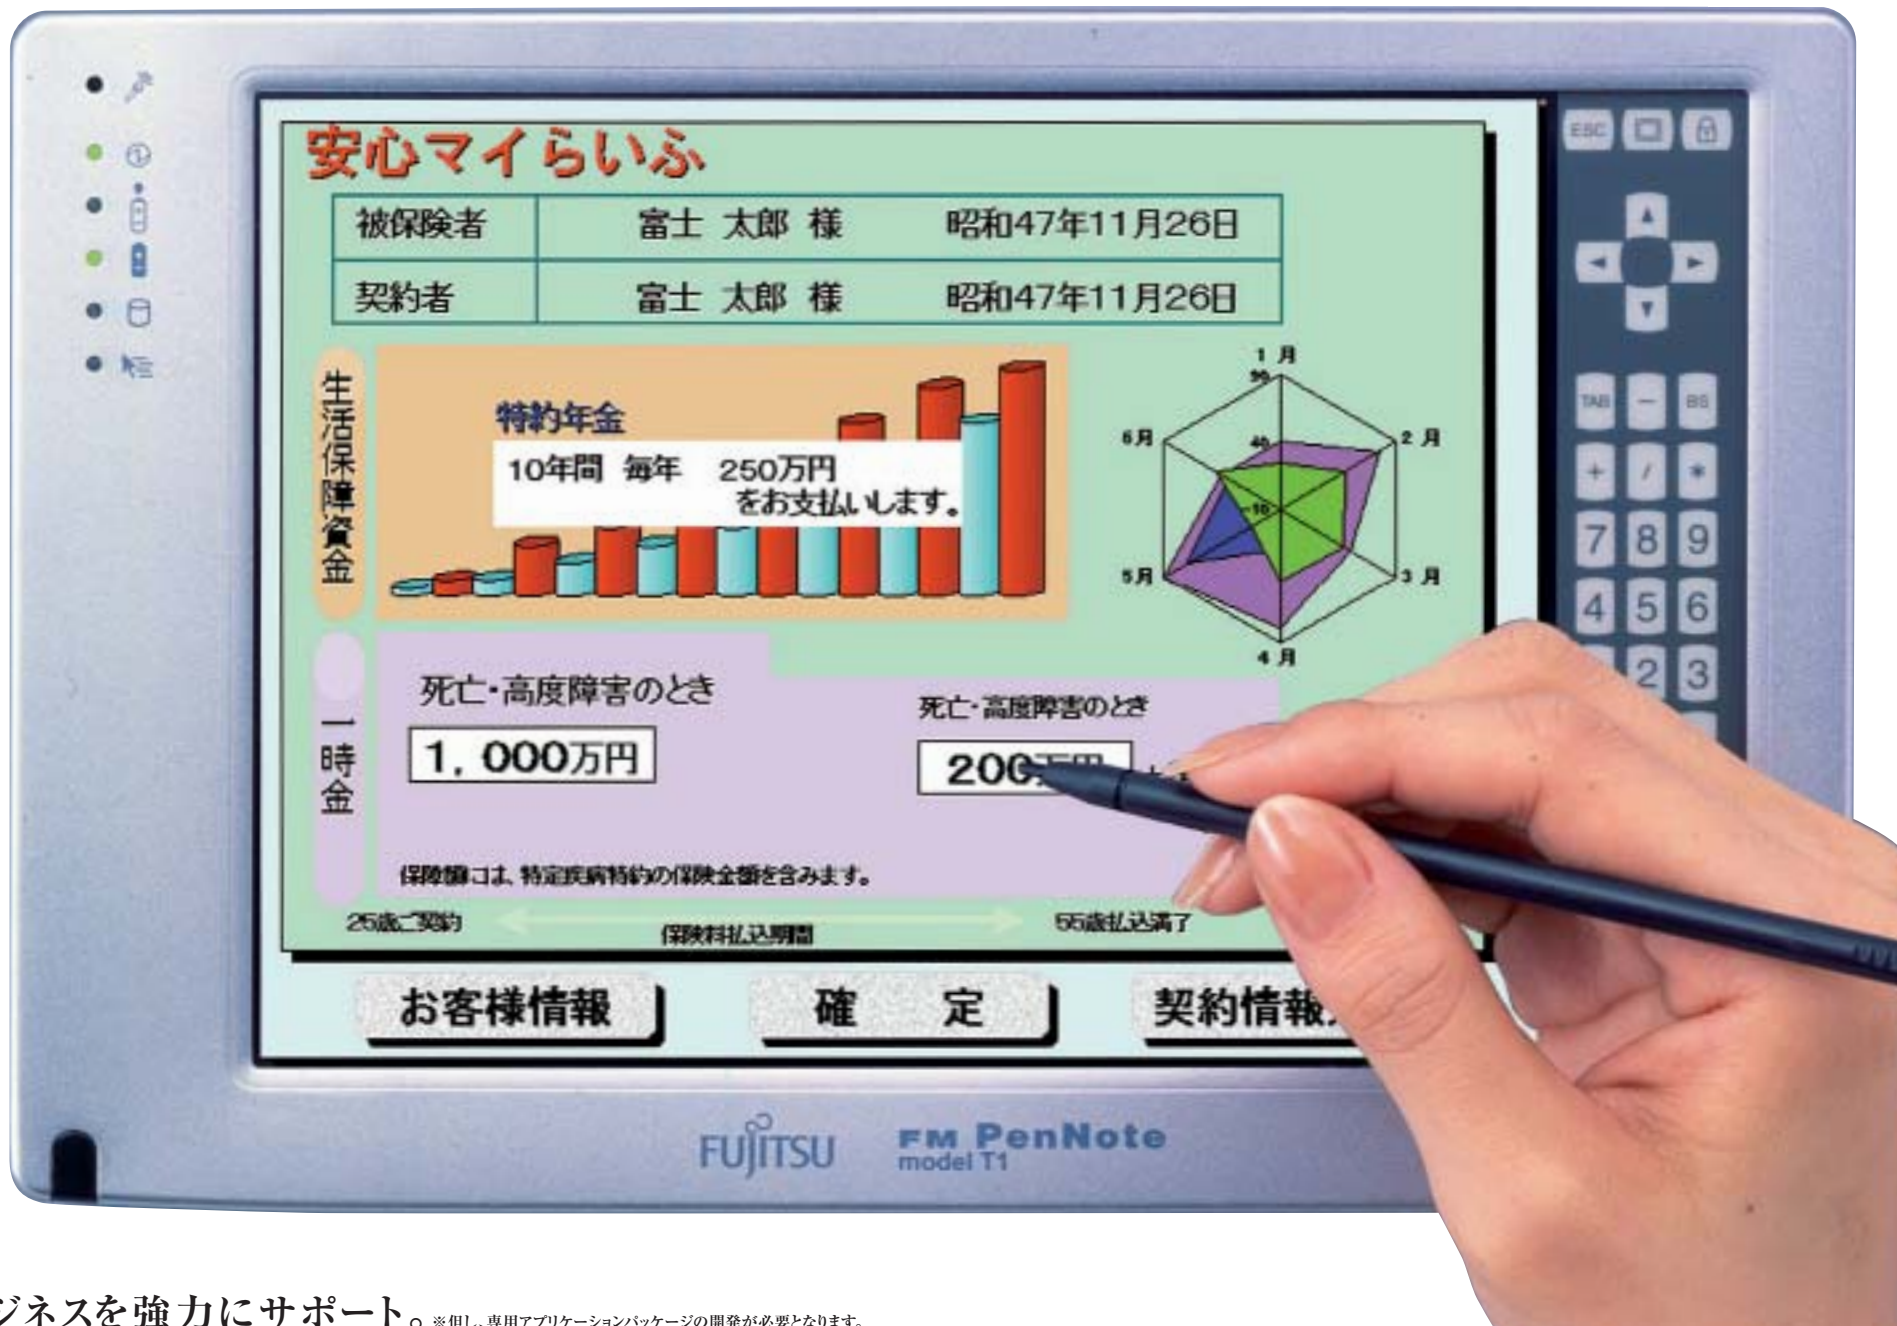 安心マイらいふ
被保険者 富士 太郎 様 昭和47年11月26日
契約者 富士 太郎 様 昭和47年11月26日
生活保障資金
特約年金
10年間 毎年 250万円
をお支払いします。
1月
90
6月
40
2月
-10
5月
3月
4月
一時金
死亡・高度障害のとき
1,000万円
死亡・高度障害のとき
200万円
保障額には、特定疾病特約の保険金額を含みます。
25歳ご契約
保険料払込期間
55歳払込満了
お客様情報
確 定
契約情報
ESC
TAB - BS
+ / *
7 8 9
4 5 6
2 3
FUJITSU
FM PenNote
model T1
ジネスを強力にサポート。※但し、専用アプリケーションパッケージの開発が必要となります。